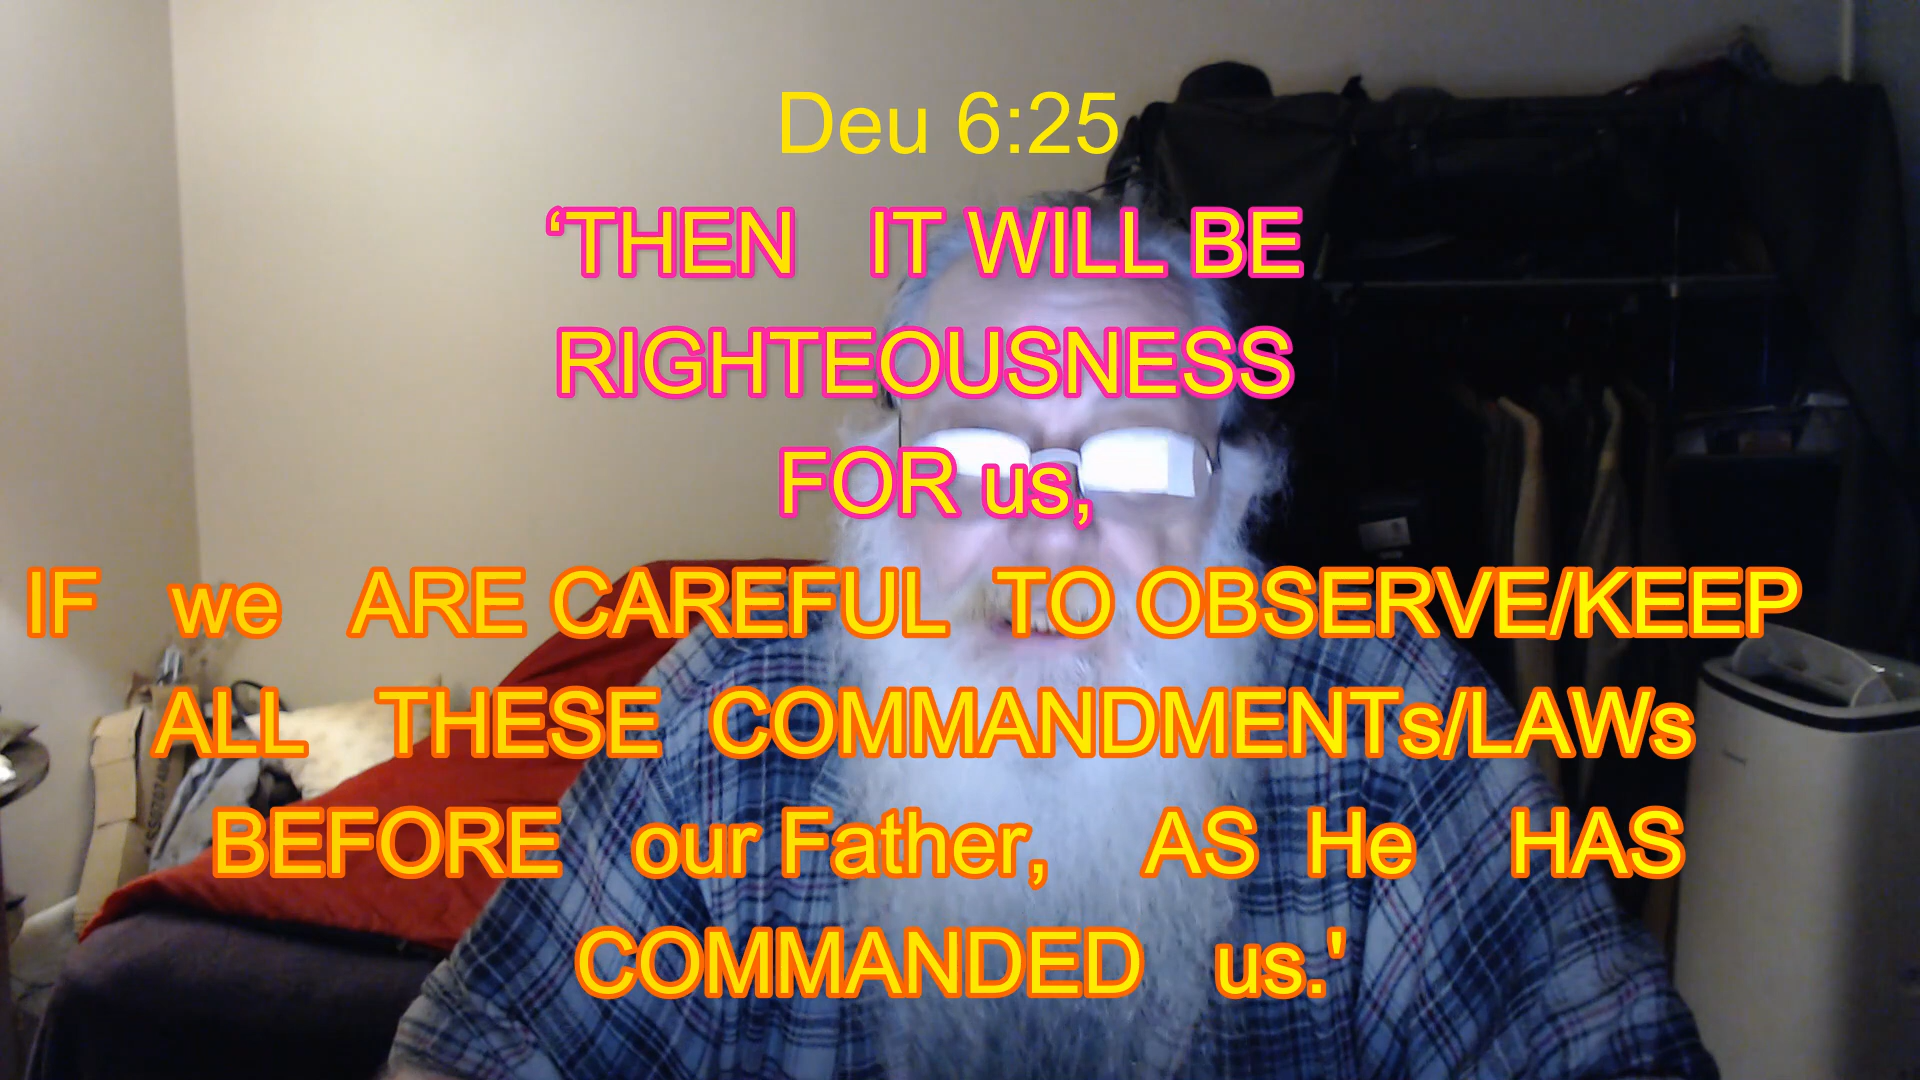 Deu 6:25
‘THEN IT WILL BE
RIGHTEOUSNESS
FOR us,
IF we ARE CAREFUL TO OBSERVE/KEEP
ALL THESE COMMANDMENTs/LAWs
BEFORE our Father, AS He HAS
COMMANDED us.'